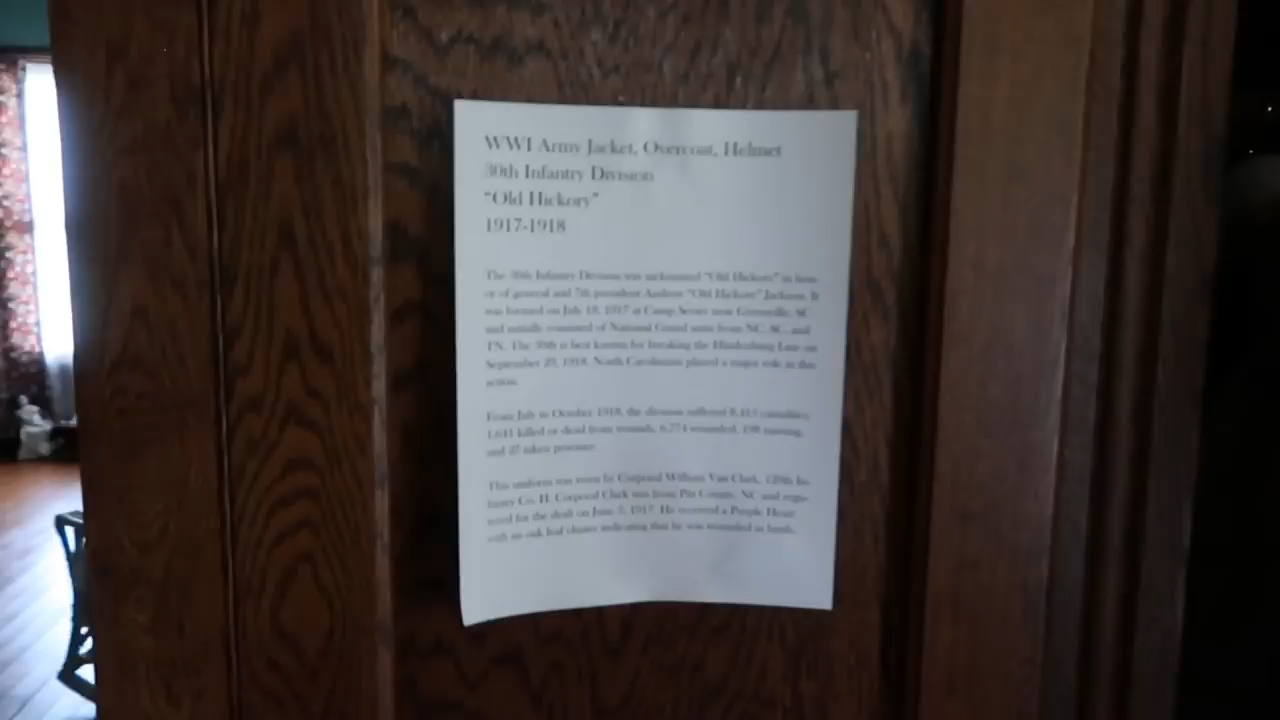 WWI Army Jacket, Overcoat, Helmet
30th Infantry Division
"Old Hickory"
1917-1918
The 30th Infantry Division was nicknamed "Old Hickory" in hon-
or of general and 7th president Andrew "Old Hickory" Jackson. It
was formed on July 18, 1917 at Camp Sevier near Greenville, SC
and initially consisted of National Guard units from NC, SC, and
TN. The 30th is best known for breaking the Hindenburg Line on
September 29, 1918. North Carolinians played a major role in this
action.
From July to October 1918, the division suffered 8,415 casualties;
1,641 killed or dead from wounds, 6,774 wounded, 198 missing,
and 27 taken prisoner.
This uniform was worn by Corporal William Van Clark, 120th In-
fantry Co. H. Corporal Clark was from Pitt County, NC and regis-
tered for the draft on June 5, 1917. He received a Purple Heart
with an oak leaf cluster indicating that he was wounded in battle